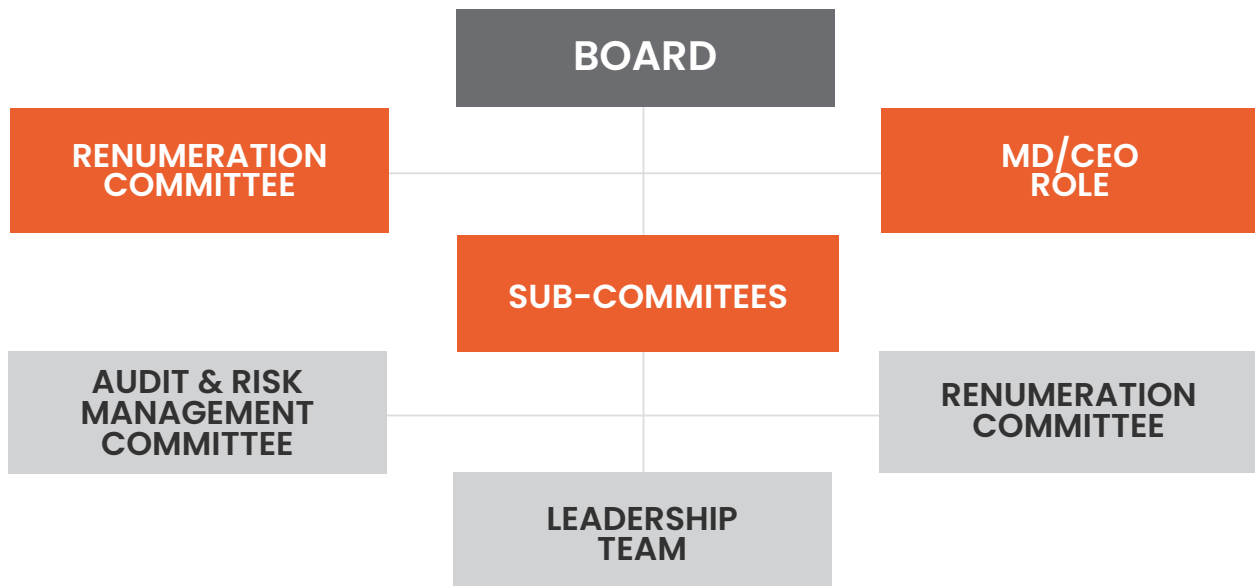 BOARD
RENUMERATION
COMMITTEE
MD/CEO
ROLE
SUB-COMMITEES
AUDIT & RISK
MANAGEMENT
COMMITTEE
RENUMERATION
COMMITTEE
LEADERSHIP
TEAM